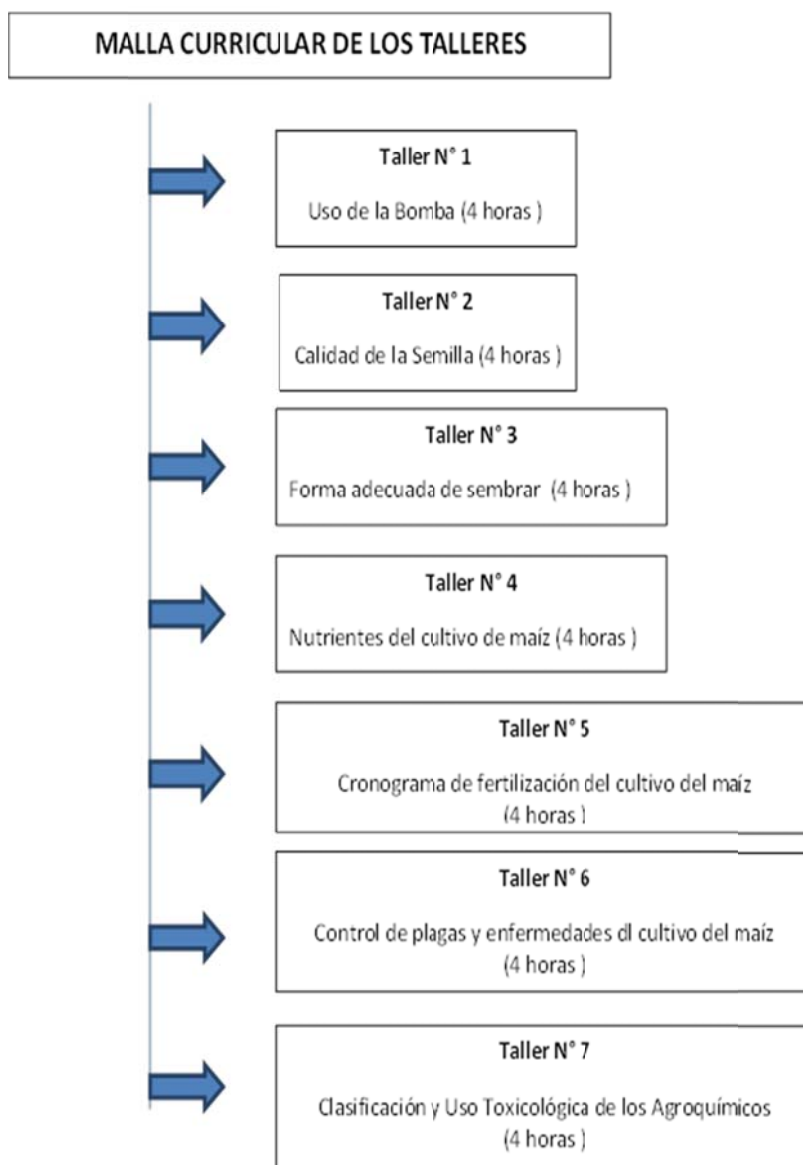 MALLA CURRICULAR DE LOS TALLERES
Taller N° 1
Uso de la Bomba (4 horas )
Taller N° 2
Calidad de la Semilla (4 horas )
Taller N° 3
Forma adecuada de sembrar (4 horas )
Taller N° 4
Nutrientes del cultivo de maíz (4 horas )
Taller N° 5
Cronograma de fertilización del cultivo del maíz
(4 horas )
Taller N° 6
Control de plagas y enfermedades dl cultivo del maíz
(4 horas )
Taller N° 7
Clasificación y Uso Toxicológica de los Agroquímicos
(4 horas )